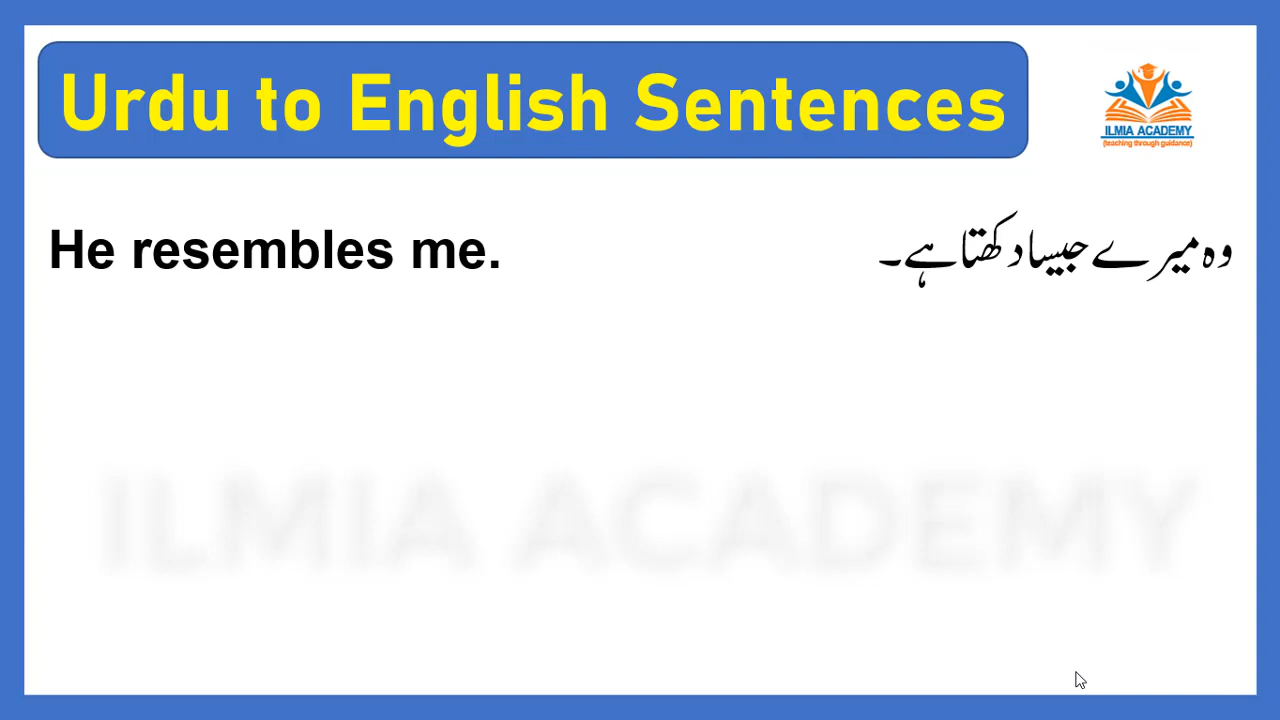 Urdu to English Sentences
ILMIA ACADEMY
(teaching through guidance)
He resembles me.
وہ میرے جیسا دکھتا ہے۔
ILMIA ACADEMY